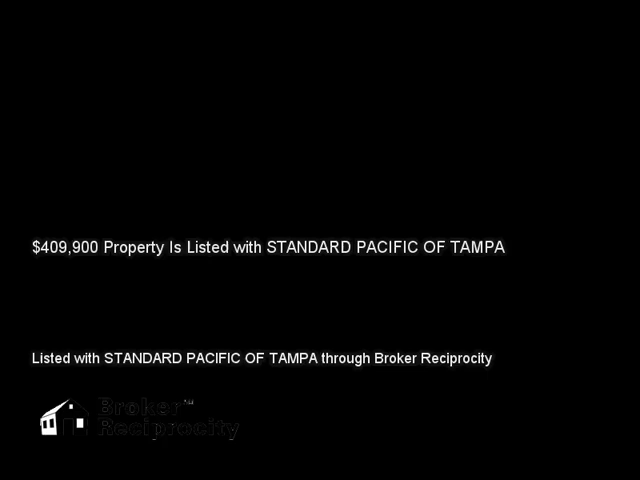 $409,900 Property Is Listed with STANDARD PACIFIC OF TAMPA
Listed with STANDARD PACIFIC OF TAMPA through Broker Reciprocity
Broker™
Reciprocity